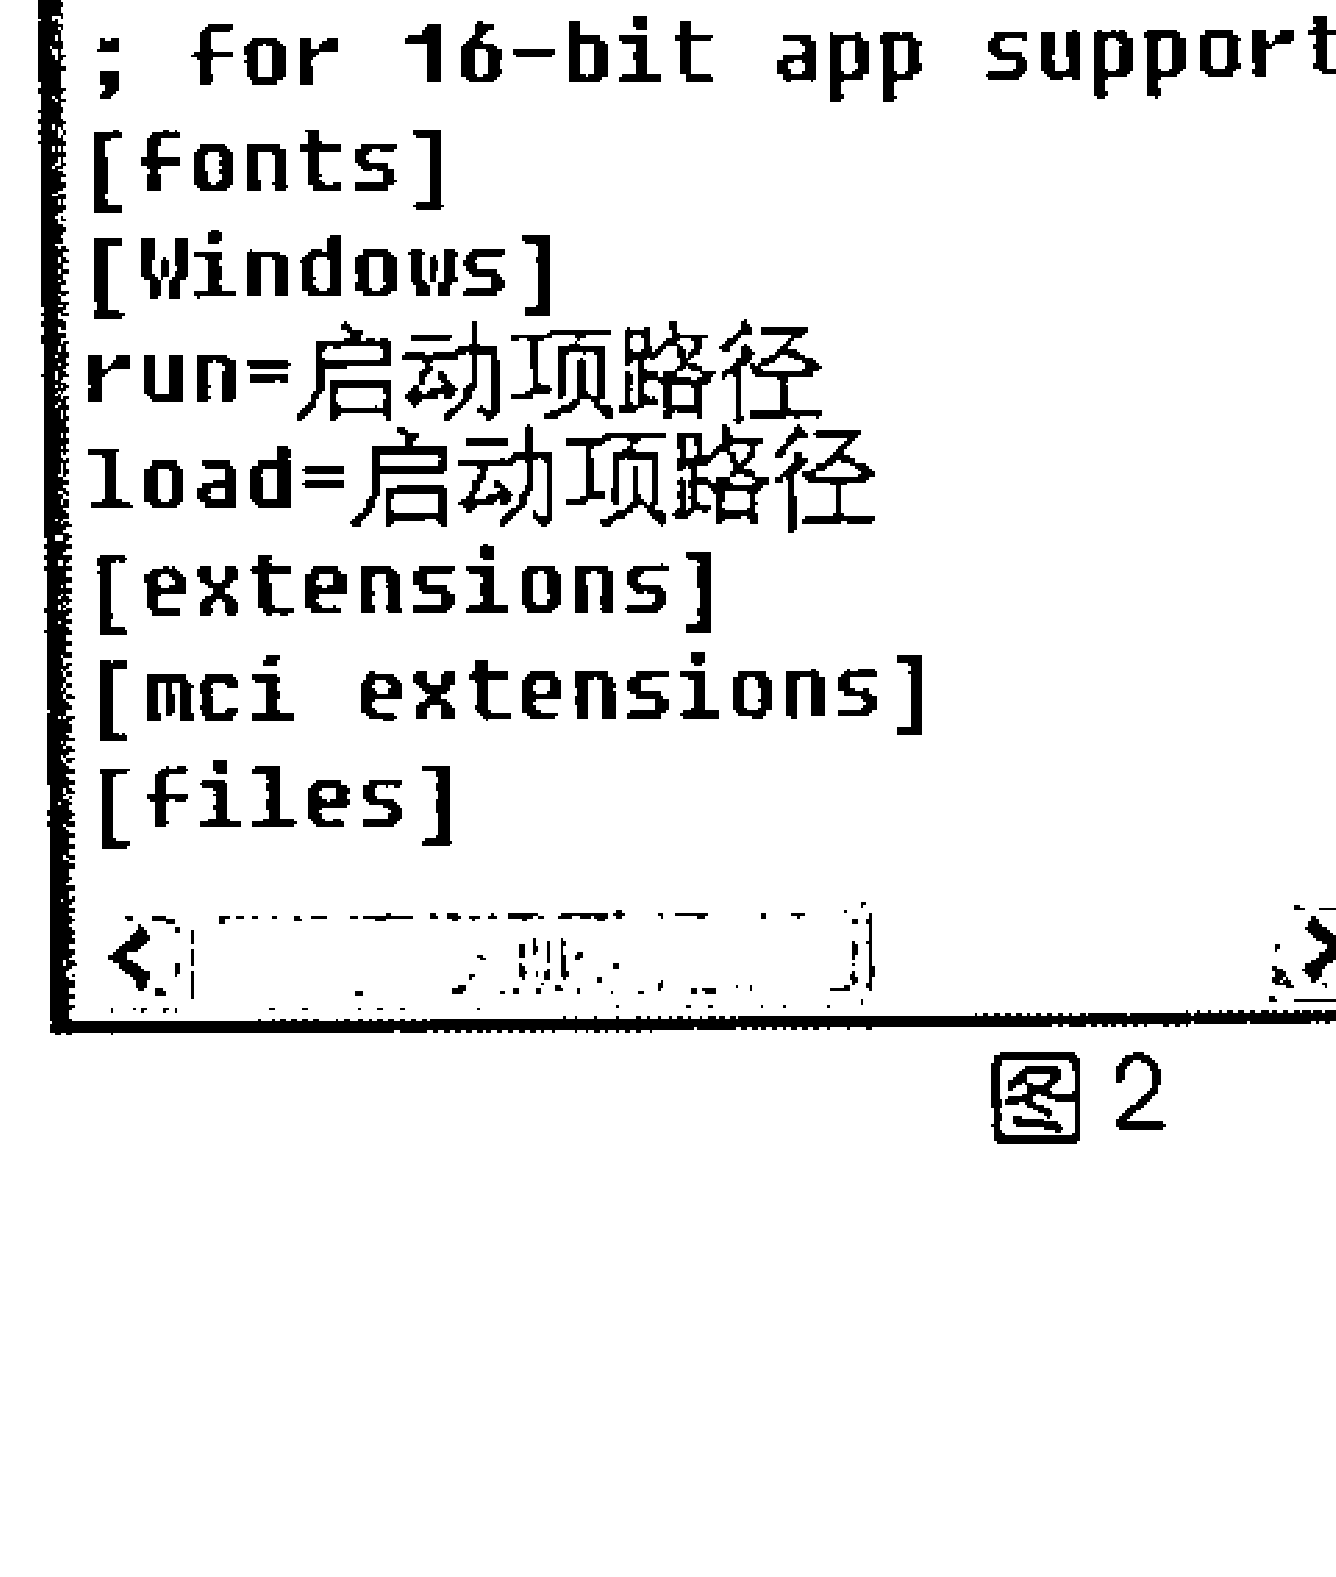 ; for 16-bit app support
[fonts]
[Windows]
run=启动项路径
load=启动项路径
[extensions]
[mci extensions]
[files]
图 2